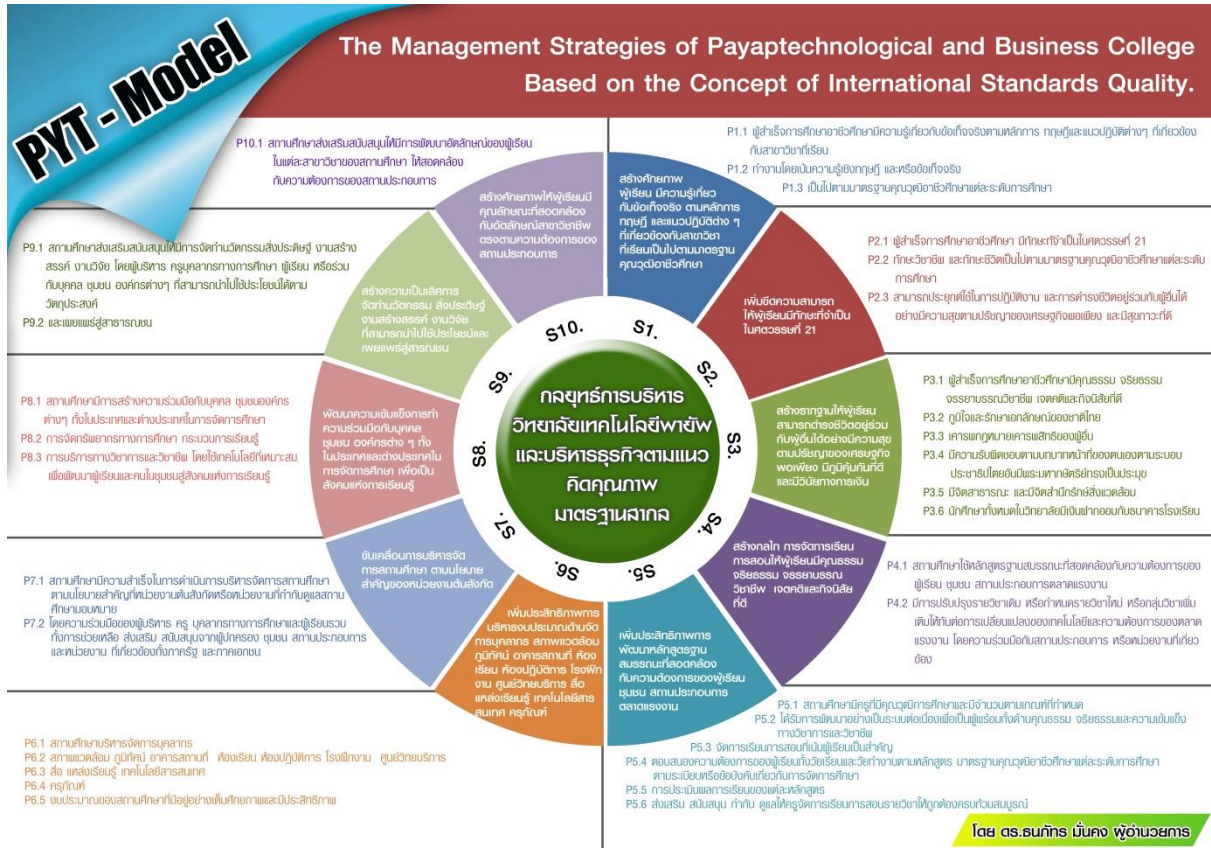 PYT - Model
The Management Strategies of Payaptechnological and Business College
Based on the Concept of International Standards Quality.
P10.1 สถานศึกษาส่งเสริมสนับสนุนให้มีการพัฒนาอัตลักษณ์ของผู้เรียน
ในแต่ละสาขาวิชาของสถานศึกษา ให้สอดคล้อง
กับความต้องการของสถานประกอบการ
P1.1 ผู้สำเร็จการศึกษาอาชีวศึกษามีความรู้เกี่ยวกับข้อเท็จจริงตามหลักการ ทฤษฎีและแนวปฏิบัติต่างๆ ที่เกี่ยวข้อง
กับสาขาวิชาที่เรียน
P1.2 ทำงานโดยเน้นความรู้เชิงทฤษฎี และหรือข้อเท็จจริง
P1.3 เป็นไปตามมาตรฐานคุณวุฒิอาชีวศึกษาแต่ละระดับการศึกษา
สร้างศักยภาพให้ผู้เรียนมี
คุณลักษณะที่สอดคล้อง
กับอัตลักษณ์สาขาวิชาชีพ
ตรงตามความต้องการของ
สถานประกอบการ
สร้างศักยภาพ
ผู้เรียน มีความรู้เกี่ยว
กับข้อเท็จจริง ตามหลักการ
ทฤษฎี และแนวปฏิบัติต่าง ๆ
ที่เกี่ยวข้องกับสาขาวิชา
ที่เรียนเป็นไปตามมาตรฐาน
คุณวุฒิอาชีวศึกษา
P9.1 สถานศึกษาส่งเสริมสนับสนุนให้มีการจัดทำนวัตกรรมสิ่งประดิษฐ์ งานสร้าง
สรรค์ งานวิจัย โดยผู้บริหาร ครูบุคลากรทางการศึกษา ผู้เรียน หรือร่วม
กับบุคคล ชุมชน องค์กรต่างๆ ที่สามารถนำไปใช้ประโยชน์ได้ตาม
วัตถุประสงค์
P9.2 และเผยแพร่สู่สาธารณชน
สร้างความเป็นเลิศการ
จัดทำนวัตกรรม สิ่งประดิษฐ์
งานสร้างสรรค์ งานวิจัย
ที่สามารถนำไปใช้ประโยชน์และ
เผยแพร่สู่สารณชน
เพิ่มขีดความสามารถ
ให้ผู้เรียนมีทักษะที่จำเป็น
ในศตวรรษที่ 21
P2.1 ผู้สำเร็จการศึกษาอาชีวศึกษา มีทักษะที่จำเป็นในศตวรรษที่ 21
P2.2 ทักษะวิชาชีพ และทักษะชีวิตเป็นไปตามมาตรฐานคุณวุฒิอาชีวศึกษาแต่ละระดับ
การศึกษา
P2.3 สามารถประยุกต์ใช้ในการปฏิบัติงาน และการดำรงชีวิตอยู่ร่วมกับผู้อื่นได้
อย่างมีความสุขตามปรัชญาของเศรษฐกิจพอเพียง และมีสุขภาวะที่ดี
S10. S1.
S9. S2.
S8. S3.
S7. S4.
S6. S5.
กลยุทธ์การบริหาร
วิทยาลัยเทคโนโลยีพายัพ
และบริหารธุรกิจตามแนว
คิดคุณภาพ
มาตรฐานสากล
P8.1 สถานศึกษามีการสร้างความร่วมมือกับบุคคล ชุมชนองค์กร
ต่างๆ ทั้งในประเทศและต่างประเทศในการจัดการศึกษา
P8.2 การจัดทรัพยากรทางการศึกษา กระบวนการเรียนรู้
P8.3 การบริการทางวิชาการและวิชาชีพ โดยใช้เทคโนโลยีที่เหมาะสม
เพื่อพัฒนาผู้เรียนและคนในชุมชนสู่สังคมแห่งการเรียนรู้
พัฒนาความเข้มแข็งการทำ
ความร่วมมือกับบุคคล
ชุมชน องค์กรต่าง ๆ ทั้ง
ในประเทศและต่างประเทศใน
การจัดการศึกษา เพื่อเป็น
สังคมแห่งการเรียนรู้
สร้างรากฐานให้ผู้เรียน
สามารถดำรงชีวิตอยู่ร่วม
กับผู้อื่นได้อย่างมีความสุข
ตามปรัชญาของเศรษฐกิจ
พอเพียง มีภูมิคุ้มกันที่ดี
และมีวินัยทางการเงิน
P3.1 ผู้สำเร็จการศึกษาอาชีวศึกษามีคุณธรรม จริยธรรม
จรรยาบรรณวิชาชีพ เจตคติและกิจนิสัยที่ดี
P3.2 ภูมิใจและรักษาเอกลักษณ์ของชาติไทย
P3.3 เคารพกฎหมายเคารพสิทธิของผู้อื่น
P3.4 มีความรับผิดชอบตามบทบาทหน้าที่ของตนเองตามระบอบ
ประชาธิปไตยอันมีพระมหากษัตริย์ทรงเป็นประมุข
P3.5 มีจิตสาธารณะ และมีจิตสำนึกรักษ์สิ่งแวดล้อม
P3.6 นักศึกษาทั้งหมดในวิทยาลัยมีเงินฝากออมกับธนาคารโรงเรียน
P7.1 สถานศึกษามีความสำเร็จในการดำเนินการบริหารจัดการสถานศึกษา
ตามนโยบายสำคัญที่หน่วยงานต้นสังกัดหรือหน่วยงานที่กำกับดูแลสถาน
ศึกษามอบหมาย
P7.2 โดยความร่วมมือของผู้บริหาร ครู บุคลากรทางการศึกษาและผู้เรียนรวม
ทั้งการช่วยเหลือ ส่งเสริม สนับสนุนจากผู้ปกครอง ชุมชน สถานประกอบการ
และหน่วยงาน ที่เกี่ยวข้องทั้งภาครัฐ และภาคเอกชน
ขับเคลื่อนการบริหารจัด
การสถานศึกษา ตามนโยบาย
สำคัญของหน่วยงานต้นสังกัด
สร้างกลไก การจัดการเรียน
การสอนให้ผู้เรียนมีคุณธรรม
จริยธรรม จรรยาบรรณ
วิชาชีพ เจตคติและกิจนิสัย
ที่ดี
P4.1 สถานศึกษาใช้หลักสูตรฐานสมรรถนะที่สอดคล้องกับความต้องการของ
ผู้เรียน ชุมชน สถานประกอบการตลาดแรงงาน
P4.2 มีการปรับปรุงรายวิชาเดิม หรือกำหนดรายวิชาใหม่ หรือกลุ่มวิชาเพิ่ม
เติมให้ทันต่อการเปลี่ยนแปลงของเทคโนโลยีและความต้องการของตลาด
แรงงาน โดยความร่วมมือกับสถานประกอบการ หรือหน่วยงานที่เกี่ยว
ข้อง
เพิ่มประสิทธิภาพการ
บริหารงบประมาณด้านจัด
การบุคลากร สภาพแวดล้อม
ภูมิทัศน์ อาคารสถานที่ ห้อง
เรียน ห้องปฏิบัติการ โรงฝึก
งาน ศูนย์วิทยบริการ สื่อ
แหล่งเรียนรู้ เทคโนโลยีสาร
สนเทศ ครุภัณฑ์
เพิ่มประสิทธิภาพการ
พัฒนาหลักสูตรฐาน
สมรรถนะที่สอดคล้อง
กับความต้องการของผู้เรียน
ชุมชน สถานประกอบการ
ตลาดแรงงาน
P6.1 สถานศึกษาบริหารจัดการบุคลากร
P6.2 สภาพแวดล้อม ภูมิทัศน์ อาคารสถานที่ ห้องเรียน ห้องปฏิบัติการ โรงฝึกงาน ศูนย์วิทยบริการ
P6.3 สื่อ แหล่งเรียนรู้ เทคโนโลยีสารสนเทศ
P6.4 ครุภัณฑ์
P6.5 งบประมาณของสถานศึกษาที่มีอยู่อย่างเต็มศักยภาพและมีประสิทธิภาพ
P5.1 สถานศึกษามีครูที่มีคุณวุฒิการศึกษาและมีจำนวนตามเกณฑ์ที่กำหนด
P5.2 ได้รับการพัฒนาอย่างเป็นระบบต่อเนื่องเพื่อเป็นผู้พร้อมทั้งด้านคุณธรรม จริยธรรมและความเข้มแข็ง
ทางวิชาการและวิชาชีพ
P5.3 จัดการเรียนการสอนที่เน้นผู้เรียนเป็นสำคัญ
P5.4 ตอบสนองความต้องการของผู้เรียนทั้งวัยเรียนและวัยทำงานตามหลักสูตร มาตรฐานคุณวุฒิอาชีวศึกษาแต่ละระดับการศึกษา
ตามระเบียบหรือข้อบังคับเกี่ยวกับการจัดการศึกษา
P5.5 การประเมินผลการเรียนของแต่ละหลักสูตร
P5.6 ส่งเสริม สนับสนุน กำกับ ดูแลให้ครูจัดการเรียนการสอนรายวิชาให้ถูกต้องครบถ้วนสมบูรณ์
โดย ดร.ธนภัทร มั่นคง ผู้อำนวยการ